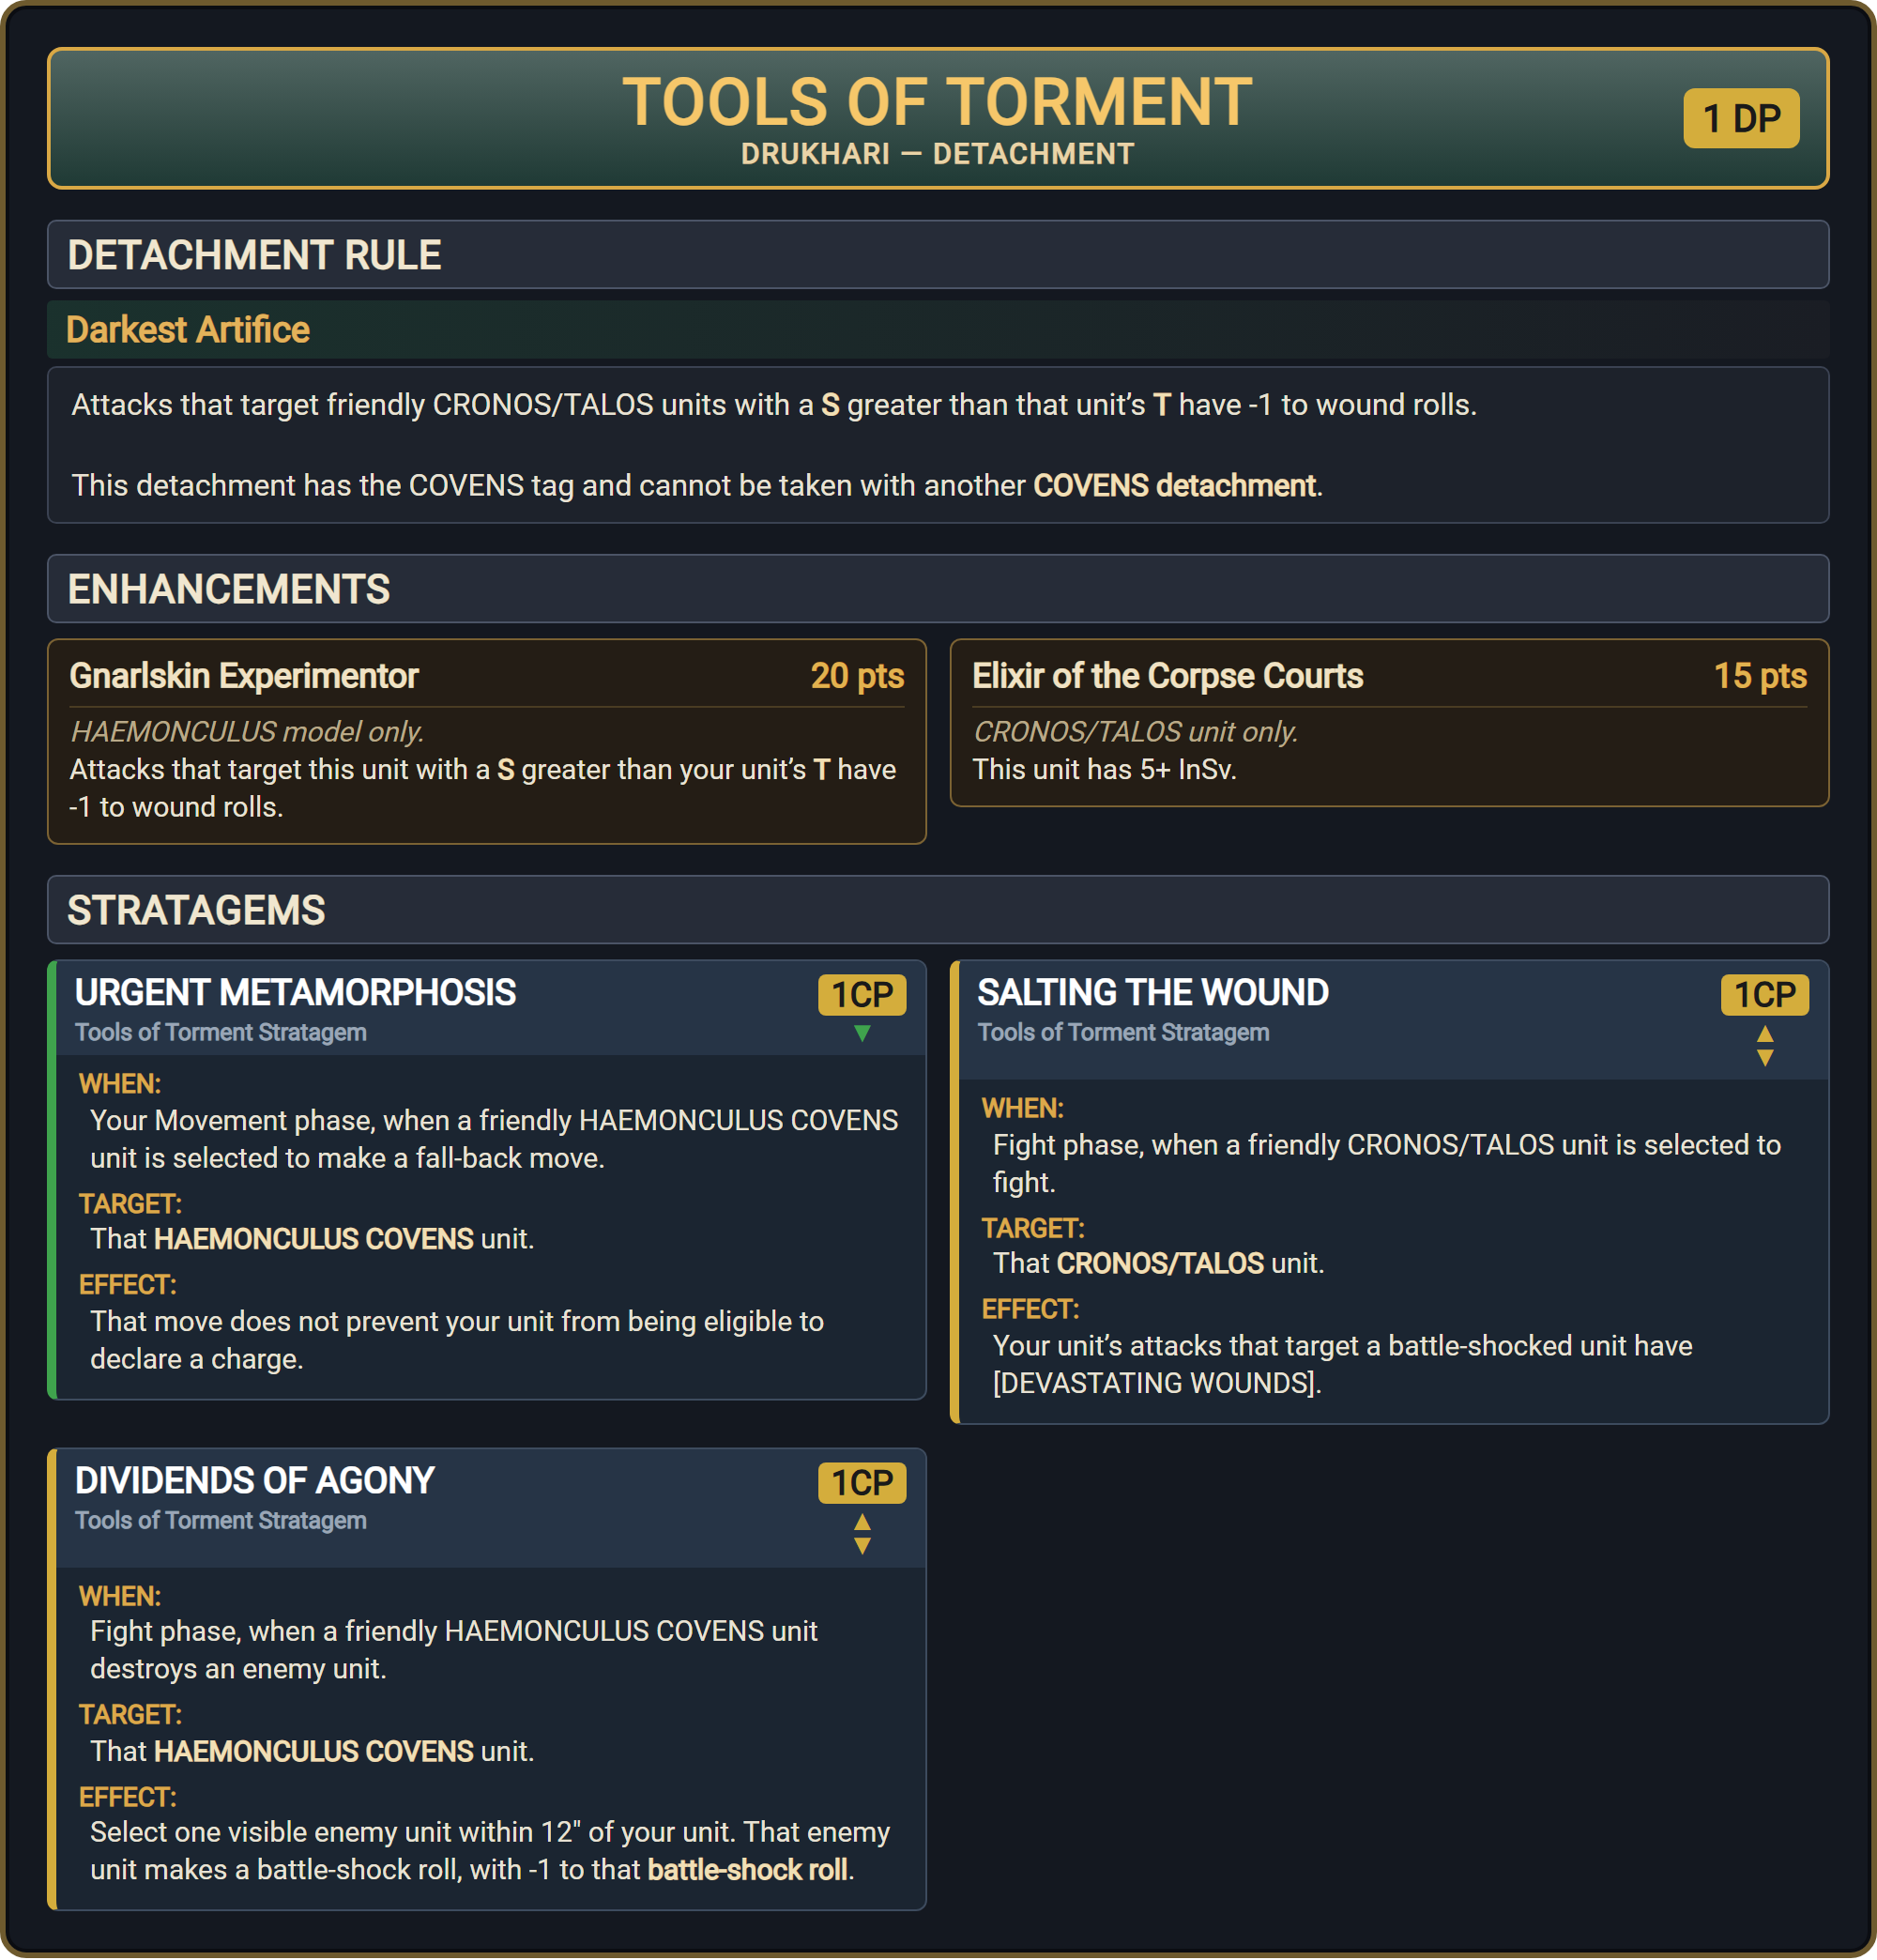 TOOLS OF TORMENT
DRUKHARI — DETACHMENT
1 DP
DETACHMENT RULE
Darkest Artifice
Attacks that target friendly CRONOS/TALOS units with a S greater than that unit’s T have -1 to wound rolls.
This detachment has the COVENS tag and cannot be taken with another COVENS detachment.
ENHANCEMENTS
Gnarlskin Experimentor 20 pts
HAEMONCULUS model only.
Attacks that target this unit with a S greater than your unit’s T have
-1 to wound rolls.
Elixir of the Corpse Courts 15 pts
CRONOS/TALOS unit only.
This unit has 5+ InSv.
STRATAGEMS
URGENT METAMORPHOSIS 1CP
Tools of Torment Stratagem ▼
WHEN:
Your Movement phase, when a friendly HAEMONCULUS COVENS
unit is selected to make a fall-back move.
TARGET:
That HAEMONCULUS COVENS unit.
EFFECT:
That move does not prevent your unit from being eligible to
declare a charge.
SALTING THE WOUND 1CP
Tools of Torment Stratagem ▲
▼
WHEN:
Fight phase, when a friendly CRONOS/TALOS unit is selected to
fight.
TARGET:
That CRONOS/TALOS unit.
EFFECT:
Your unit’s attacks that target a battle-shocked unit have
[DEVASTATING WOUNDS].
DIVIDENDS OF AGONY 1CP
Tools of Torment Stratagem ▲
▼
WHEN:
Fight phase, when a friendly HAEMONCULUS COVENS unit
destroys an enemy unit.
TARGET:
That HAEMONCULUS COVENS unit.
EFFECT:
Select one visible enemy unit within 12" of your unit. That enemy
unit makes a battle-shock roll, with -1 to that battle-shock roll.